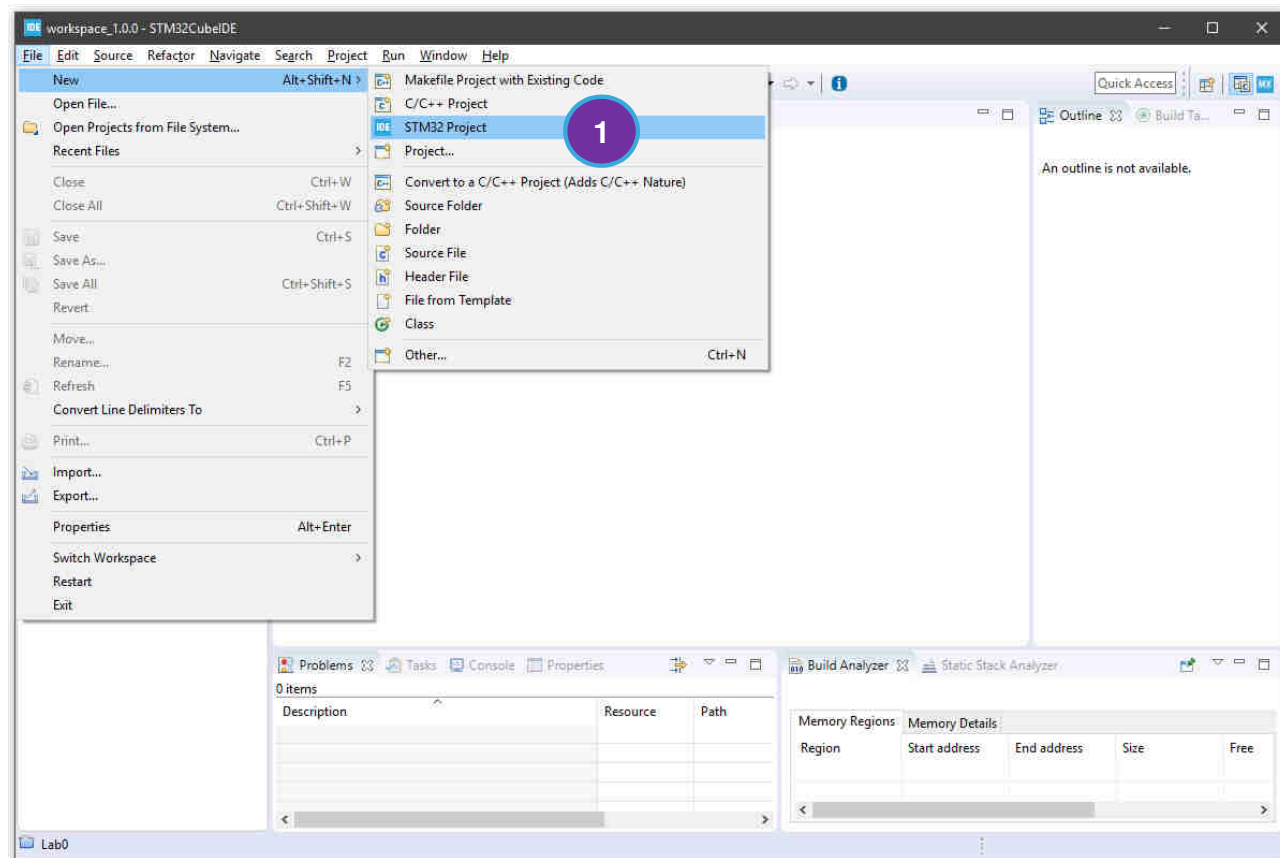 IDE workspace_1.0.0 - STM32CubeIDE
File Edit Source Refactor Navigate Search Project Run Window Help
New Alt+Shift+N >
Open File...
Open Projects from File System...
Recent Files >
Close Ctrl+W
Close All Ctrl+Shift+W
Save Ctrl+S
Save As...
Save All Ctrl+Shift+S
Revert
Move...
Rename... F2
Refresh F5
Convert Line Delimiters To >
Print... Ctrl+P
Import...
Export...
Properties Alt+Enter
Switch Workspace >
Restart
Exit
Makefile Project with Existing Code
C/C++ Project
IDE STM32 Project
1
Project...
Convert to a C/C++ Project (Adds C/C++ Nature)
Source Folder
Folder
Source File
Header File
File from Template
Class
Other... Ctrl+N
Quick Access MX
Outline Build Ta...
An outline is not available.
Problems Tasks Console Properties
0 items
Description Resource Path
Build Analyzer Static Stack Analyzer
Memory Regions Memory Details
Region Start address End address Size Free
Lab0